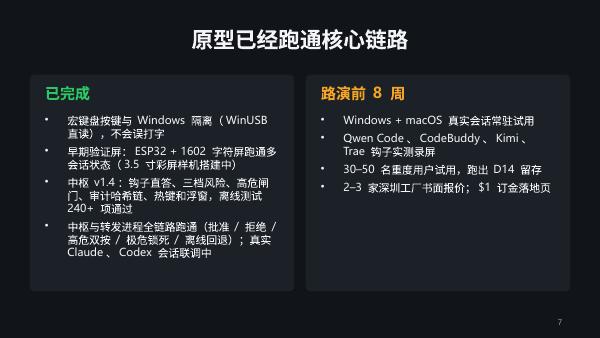 原型已经跑通核心链路
已完成
• 宏键盘按键与 Windows 隔离（WinUSB
直读），不会误打字
• 早期验证屏：ESP32 + 1602 字符屏跑通多
会话状态（3.5 寸彩屏样机搭建中）
• 中枢 v1.4：钩子直答、三档风险、高危闸
门、审计哈希链、热键和浮窗，离线测试
240+ 项通过
• 中枢与转发进程全链路跑通（批准 / 拒绝 /
高危双按 / 极危锁死 / 离线回退）；真实
Claude、Codex 会话联调中
路演前 8 周
• Windows + macOS 真实会话常驻试用
• Qwen Code、CodeBuddy、Kimi、
Trae 钩子实测录屏
• 30–50 名重度用户试用，跑出 D14 留存
• 2–3 家深圳工厂书面报价；$1 订金落地页
7